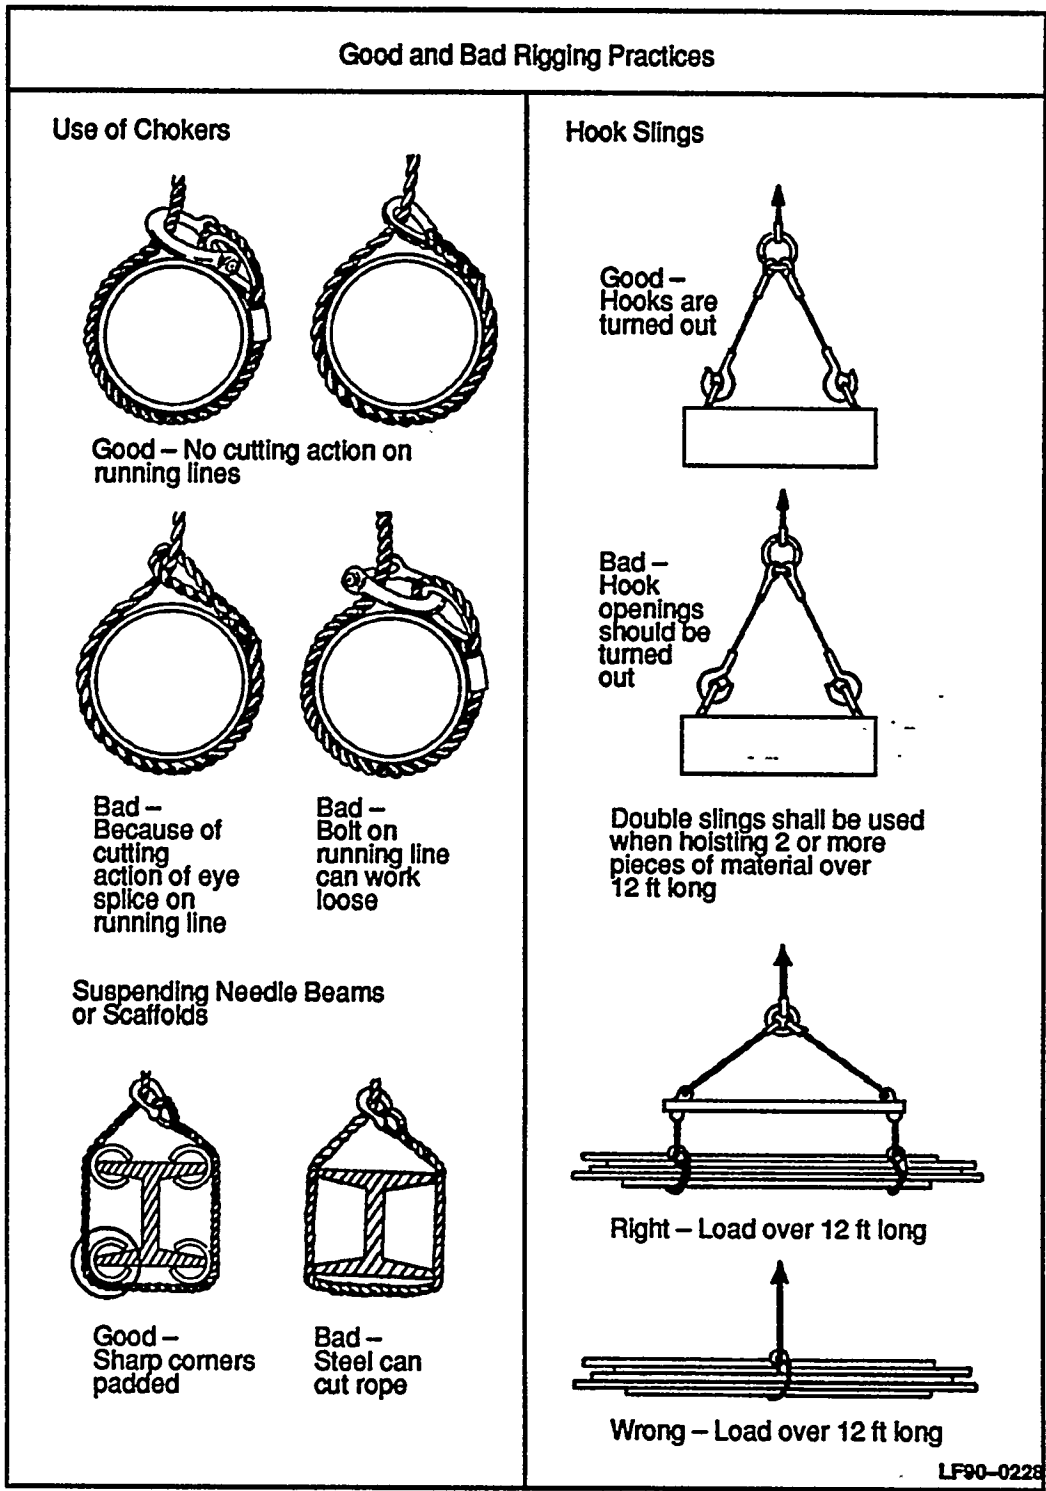 Good and Bad Rigging Practices
Use of Chokers
Good – No cutting action on
running lines
Bad –
Because of
cutting
action of eye
splice on
running line
Bad –
Bolt on
running line
can work
loose
Suspending Needle Beams
or Scaffolds
Good –
Sharp corners
padded
Bad –
Steel can
cut rope
Hook Slings
Good –
Hooks are
turned out
Bad –
Hook
openings
should be
turned
out
Double slings shall be used
when hoisting 2 or more
pieces of material over
12 ft long
Right – Load over 12 ft long
Wrong – Load over 12 ft long
LF90–0228